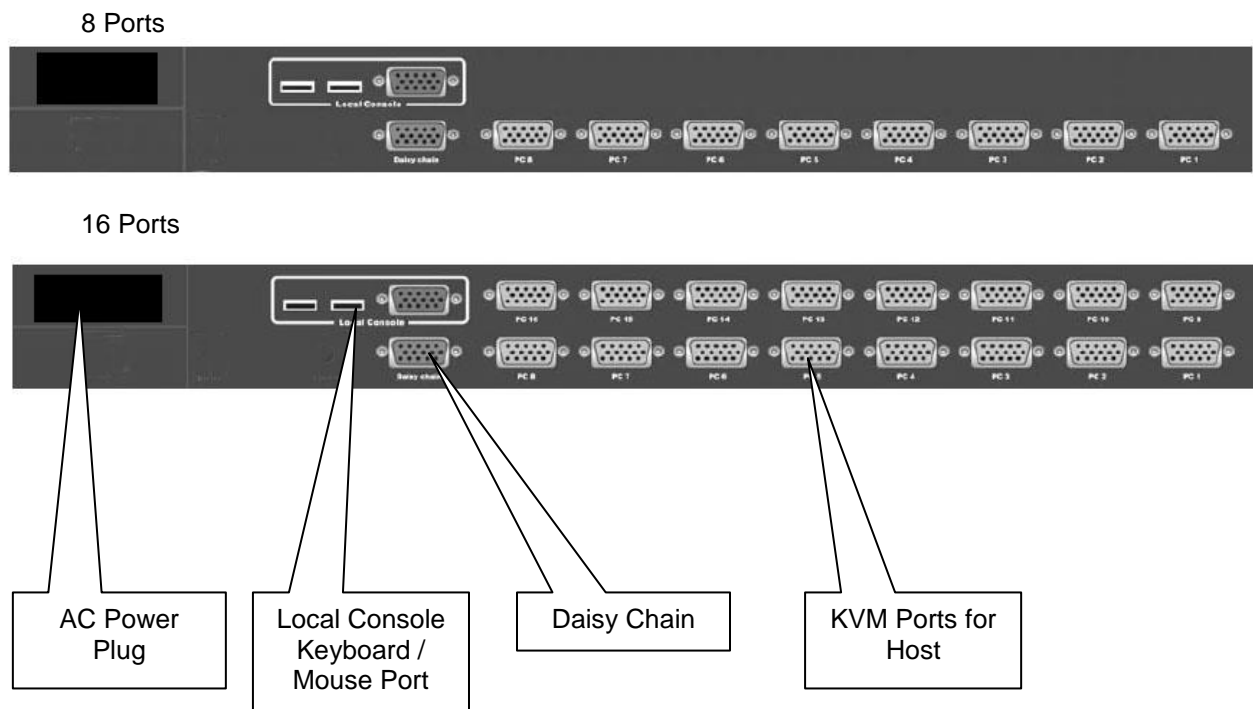 8 Ports
Local Console
Daisy chain PC 8 PC 7 PC 6 PC 5 PC 4 PC 3 PC 2 PC 1
16 Ports
PC 16 PC 15 PC 14 PC 13 PC 12 PC 11 PC 10 PC 9
Local Console
Daisy chain PC 8 PC 7 PC 6 PC 4 PC 3 PC 2 PC 1
AC Power
Plug
Local Console
Keyboard /
Mouse Port
Daisy Chain
KVM Ports for
Host